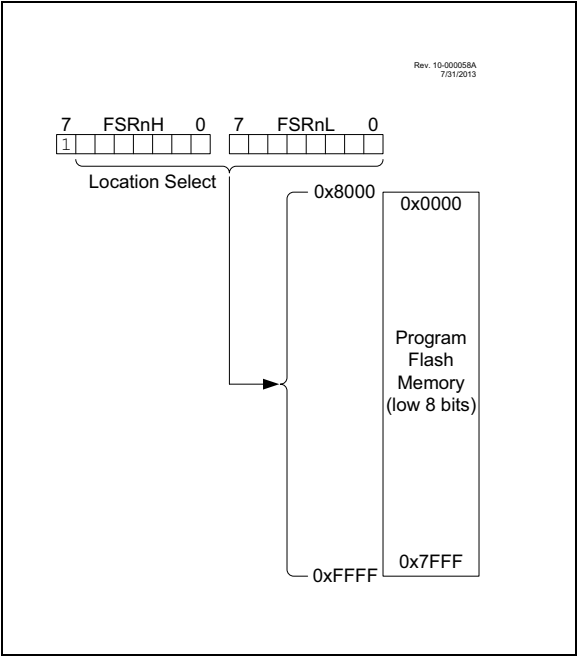 Rev. 10-000058A
7/31/2013
7 FSRnH 0 7 FSRnL 0
1
Location Select
0x8000
0x0000
Program
Flash
Memory
(low 8 bits)
0x7FFF
0xFFFF